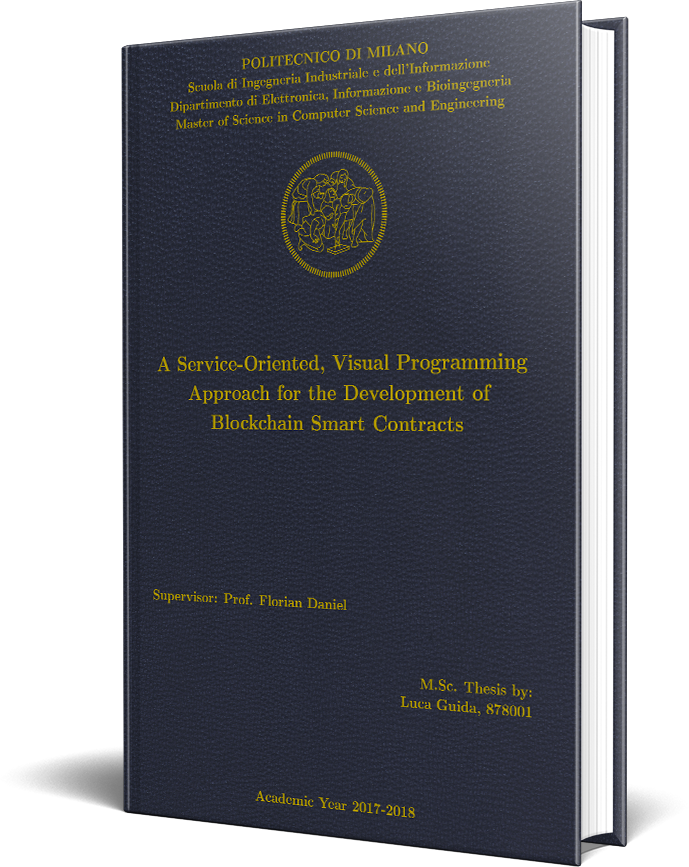 POLITECNICO DI MILANO
Scuola di Ingegneria Industriale e dell'Informazione
Dipartimento di Elettronica, Informazione e Bioingegneria
Master of Science in Computer Science and Engineering
A Service-Oriented, Visual Programming
Approach for the Development of
Blockchain Smart Contracts
Supervisor: Prof. Florian Daniel
M.Sc. Thesis by:
Luca Guida, 878001
Academic Year 2017-2018